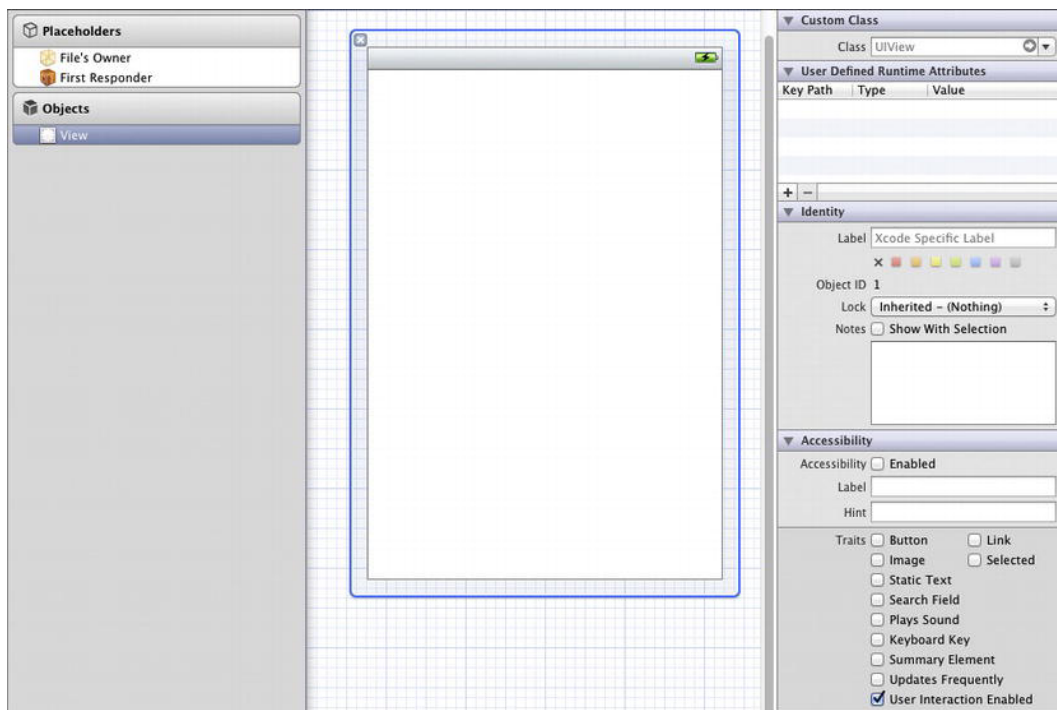 Placeholders
File's Owner
First Responder
Objects
View
Custom Class
Class UIView
User Defined Runtime Attributes
Key Path Type Value
+ −
Identity
Label Xcode Specific Label
Object ID 1
Lock Inherited - (Nothing)
Notes Show With Selection
Accessibility
Accessibility Enabled
Label
Hint
Traits Button Link
Image Selected
Static Text
Search Field
Plays Sound
Keyboard Key
Summary Element
Updates Frequently
User Interaction Enabled